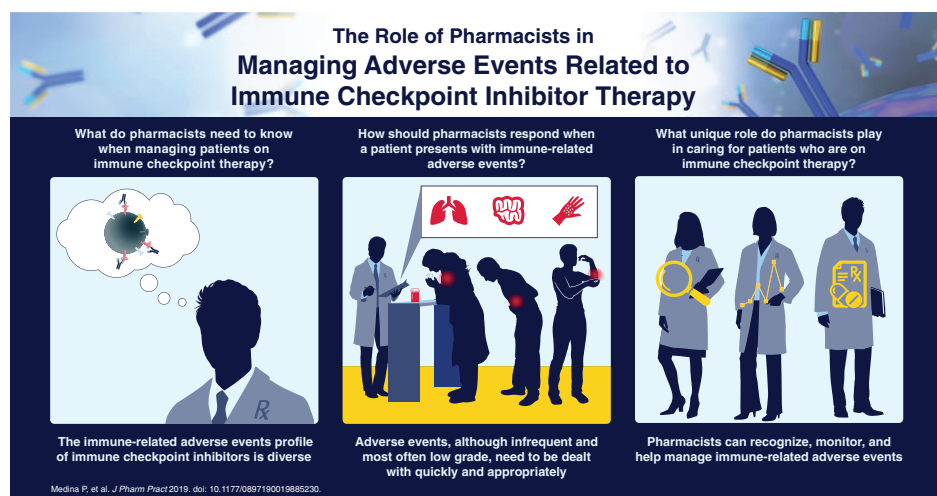 The Role of Pharmacists in
Managing Adverse Events Related to
Immune Checkpoint Inhibitor Therapy
What do pharmacists need to know
when managing patients on
immune checkpoint therapy?
Rx
The immune-related adverse events profile
of immune checkpoint inhibitors is diverse
How should pharmacists respond when
a patient presents with immune-related
adverse events?
Adverse events, although infrequent and
most often low grade, need to be dealt
with quickly and appropriately
What unique role do pharmacists play
in caring for patients who are on
immune checkpoint therapy?
Rx
Rx
Rx
Pharmacists can recognize, monitor, and
help manage immune-related adverse events
Medina P, et al. J Pharm Pract 2019. doi: 10.1177/0897190019885230.